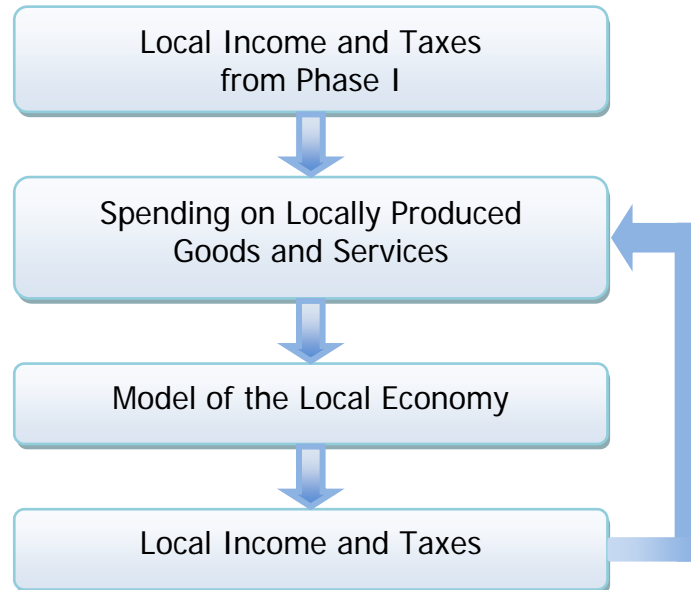 Local Income and Taxes
from Phase I
Spending on Locally Produced
Goods and Services
Model of the Local Economy
Local Income and Taxes